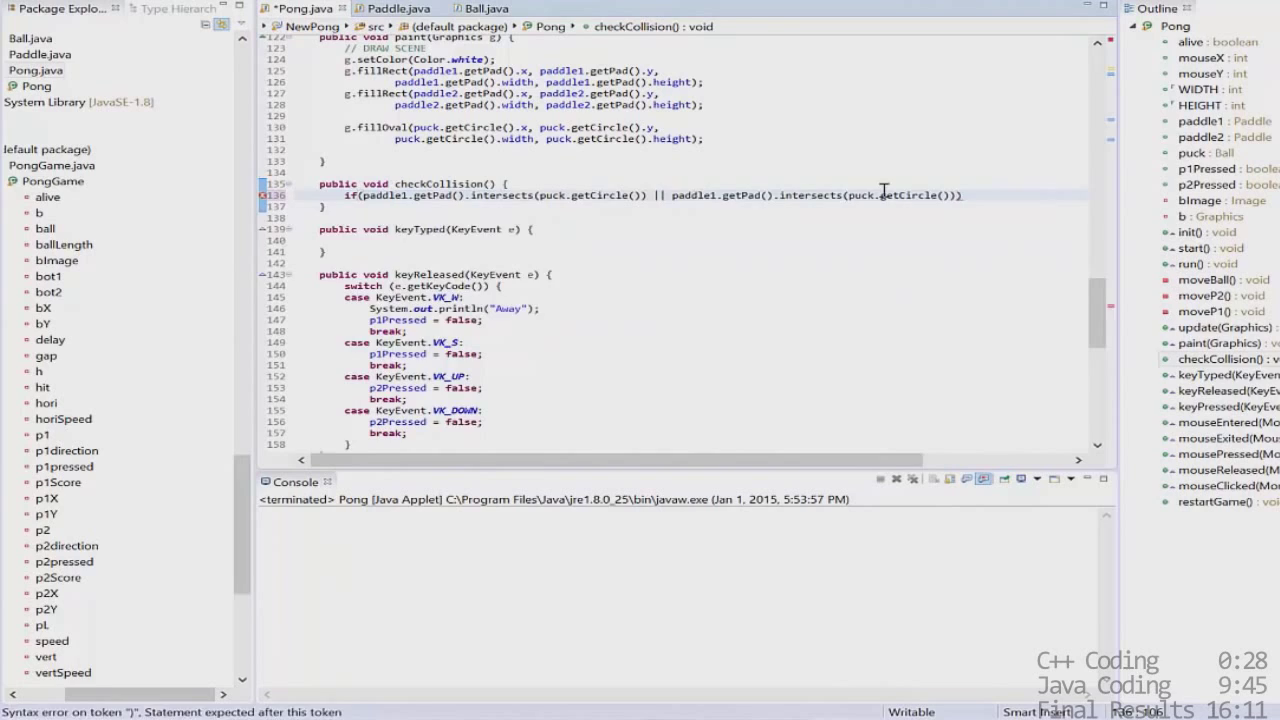 Package Explo...
Type Hierarch
Ball.java
Paddle.java
Pong.java
Pong
System Library [JavaSE-1.8]
(default package)
PongGame.java
PongGame
alive
b
ball
ballLength
bImage
bot1
bot2
bX
bY
delay
gap
h
hit
hori
horiSpeed
p1
p1direction
p1pressed
p1Score
p1X
p1Y
p2
p2direction
p2pressed
p2Score
p2X
p2Y
pL
speed
vert
vertSpeed
*Pong.java
Paddle.java
Ball.java
NewPong
src
(default package)
Pong
checkCollision() : void
122 public void paint(Graphics g) {
123 // DRAW SCENE
124 g.setColor(Color.white);
125 g.fillRect(paddle1.getPad().x, paddle1.getPad().y,
126 paddle1.getPad().width, paddle1.getPad().height);
127 g.fillRect(paddle2.getPad().x, paddle2.getPad().y,
128 paddle2.getPad().width, paddle2.getPad().height);
129
130 g.fillOval(puck.getCircle().x, puck.getCircle().y,
131 puck.getCircle().width, puck.getCircle().height);
132
133 }
134
135 public void checkCollision() {
136 if(paddle1.getPad().intersects(puck.getCircle()) || paddle1.getPad().intersects(puck.getCircle()))
137 }
138
139 public void keyTyped(KeyEvent e) {
140
141 }
142
143 public void keyReleased(KeyEvent e) {
144 switch (e.getKeyCode()) {
145 case KeyEvent.VK_W:
146 System.out.println("Away");
147 p1Pressed = false;
148 break;
149 case KeyEvent.VK_S:
150 p1Pressed = false;
151 break;
152 case KeyEvent.VK_UP:
153 p2Pressed = false;
154 break;
155 case KeyEvent.VK_DOWN:
156 p2Pressed = false;
157 break;
158 }
Console
<terminated> Pong [Java Applet] C:\Program Files\Java\jre1.8.0_25\bin\javaw.exe (Jan 1, 2015, 5:53:57 PM)
Outline
Pong
alive : boolean
mouseX : int
mouseY : int
WIDTH : int
HEIGHT : int
paddle1 : Paddle
paddle2 : Paddle
puck : Ball
p1Pressed : boolean
p2Pressed : boolean
bImage : Image
b : Graphics
init() : void
start() : void
run() : void
moveBall() : void
moveP2() : void
moveP1() : void
update(Graphics)
paint(Graphics) : vo
checkCollision() : v
keyTyped(KeyEven
keyReleased(KeyEve
keyPressed(KeyEve
mouseEntered(Mo
mouseExited(Mous
mousePressed(Mo
mouseReleased(Mo
mouseClicked(Mou
restartGame() : voi
C++ Coding 0:28
Java Coding 9:45
Final Results 16:11
Syntax error on token ")", Statement expected after this token
Writable
Smart Insert